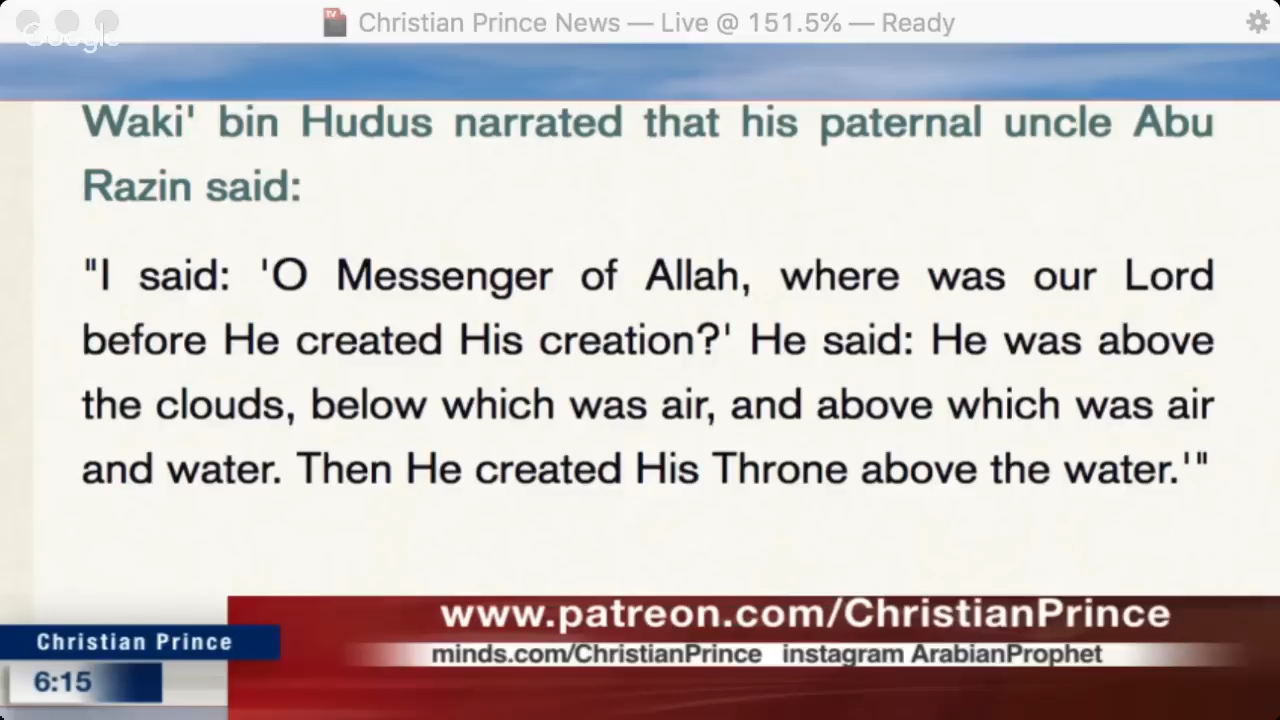 Christian Prince News — Live @ 151.5% — Ready
Google
Waki' bin Hudus narrated that his paternal uncle Abu
Razin said:
"I said: 'O Messenger of Allah, where was our Lord
before He created His creation?' He said: He was above
the clouds, below which was air, and above which was air
and water. Then He created His Throne above the water.'"
www.patreon.com/ChristianPrince
Christian Prince
minds.com/ChristianPrince instagram ArabianProphet
6:15